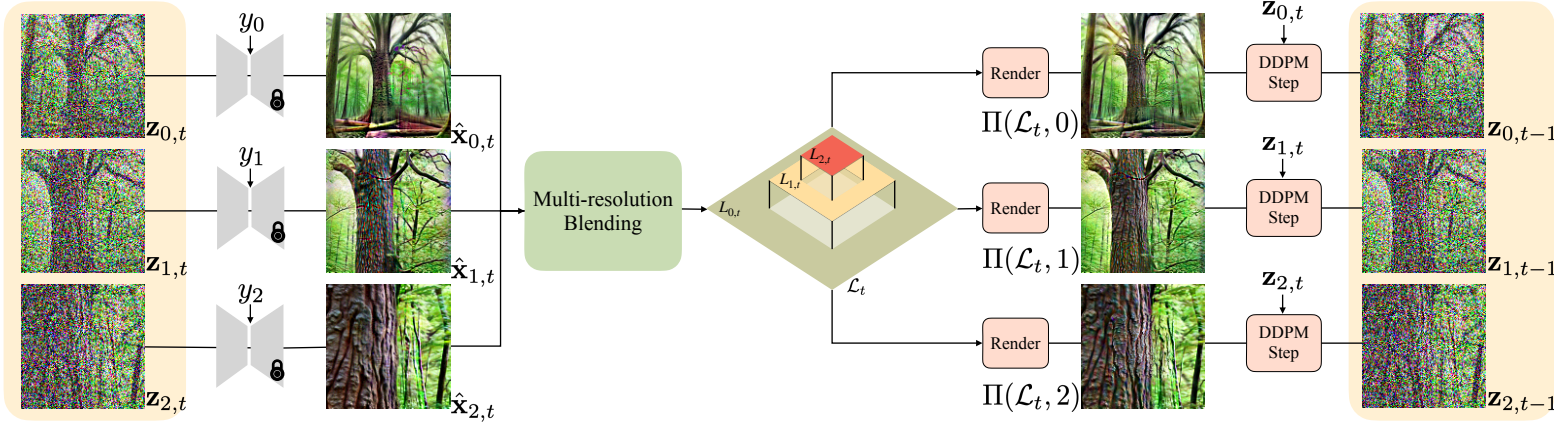 y₀
z₀,ₜ
x̂₀,ₜ
y₁
z₁,ₜ
x̂₁,ₜ
y₂
z₂,ₜ
x̂₂,ₜ
Multi-resolution
Blending
L₂,ₜ
L₁,ₜ
L₀,ₜ
ℒₜ
Render
Π(ℒₜ, 0)
z₀,ₜ
DDPM
Step
z₀,ₜ₋₁
Render
Π(ℒₜ, 1)
z₁,ₜ
DDPM
Step
z₁,ₜ₋₁
Render
Π(ℒₜ, 2)
z₂,ₜ
DDPM
Step
z₂,ₜ₋₁